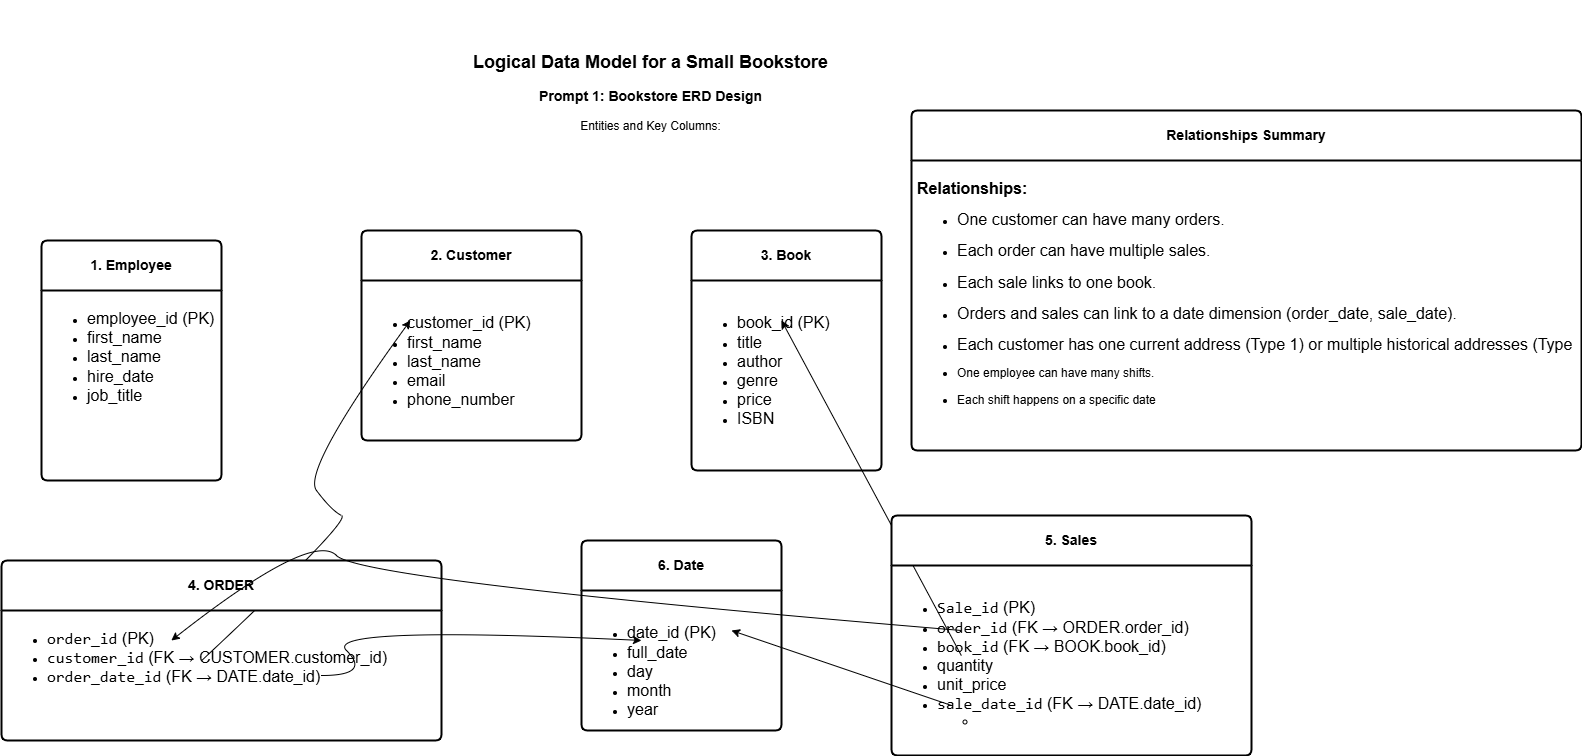 Logical Data Model for a Small Bookstore
Prompt 1: Bookstore ERD Design
Entities and Key Columns:
Relationships Summary
Relationships:
One customer can have many orders.
Each order can have multiple sales.
Each sale links to one book.
Orders and sales can link to a date dimension (order_date, sale_date).
Each customer has one current address (Type 1) or multiple historical addresses (Type
One employee can have many shifts.
Each shift happens on a specific date
1. Employee
employee_id (PK)
first_name
last_name
hire_date
job_title
2. Customer
customer_id (PK)
first_name
last_name
email
phone_number
3. Book
book_id (PK)
title
author
genre
price
ISBN
4. ORDER
order_id (PK)
customer_id (FK → CUSTOMER.customer_id)
order_date_id (FK → DATE.date_id)
6. Date
date_id (PK)
full_date
day
month
year
5. Sales
Sale_id (PK)
order_id (FK → ORDER.order_id)
book_id (FK → BOOK.book_id)
quantity
unit_price
sale_date_id (FK → DATE.date_id)